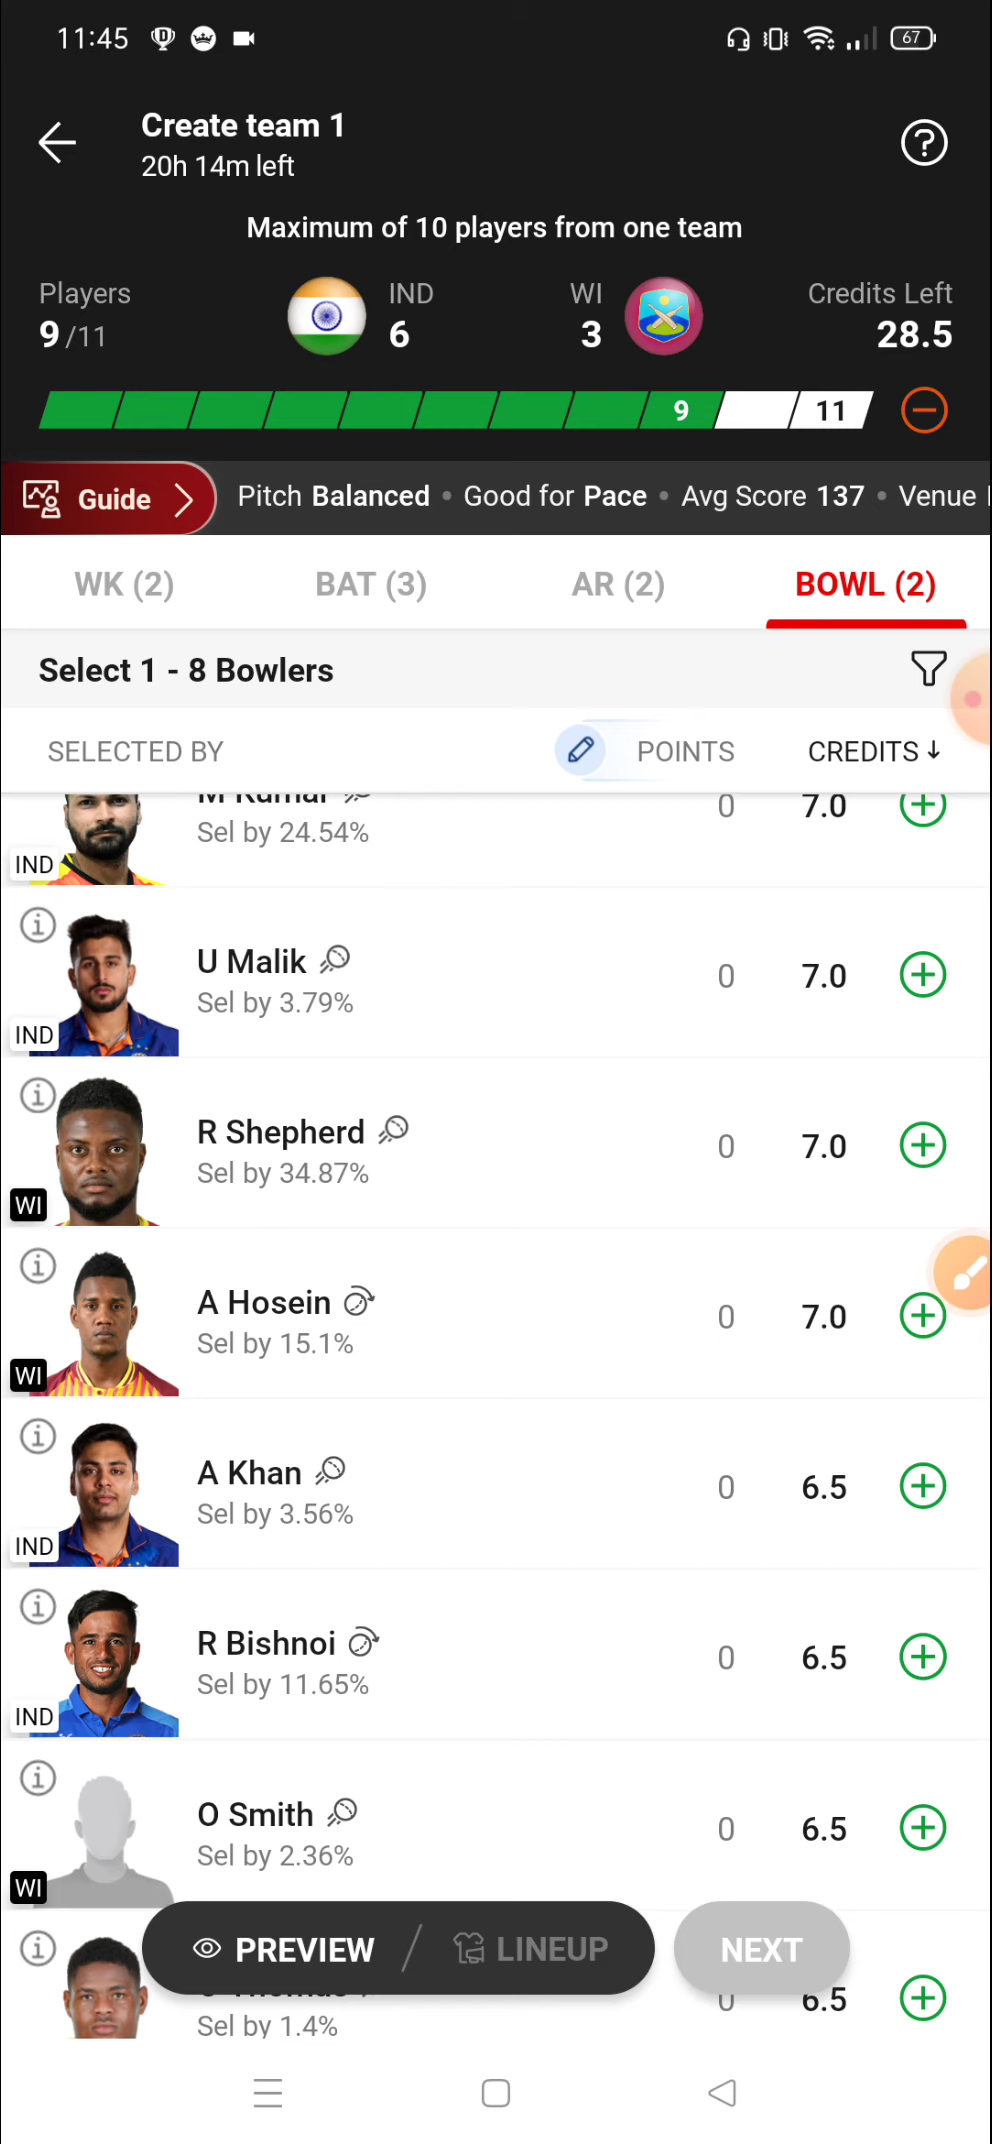 11:45
67
Create team 1
20h 14m left
Maximum of 10 players from one team
Players IND WI Credits Left
9/11 6 3 28.5
9 11
Guide Pitch Balanced • Good for Pace • Avg Score 137 • Venue
WK (2) BAT (3) AR (2) BOWL (2)
Select 1 - 8 Bowlers
SELECTED BY POINTS CREDITS↓
M Kumar 0 7.0
Sel by 24.54%
IND
U Malik 0 7.0
Sel by 3.79%
IND
R Shepherd 0 7.0
Sel by 34.87%
WI
A Hosein 0 7.0
Sel by 15.1%
WI
A Khan 0 6.5
Sel by 3.56%
IND
R Bishnoi 0 6.5
Sel by 11.65%
IND
O Smith 0 6.5
Sel by 2.36%
WI
PREVIEW / LINEUP NEXT
0 6.5
Sel by 1.4%